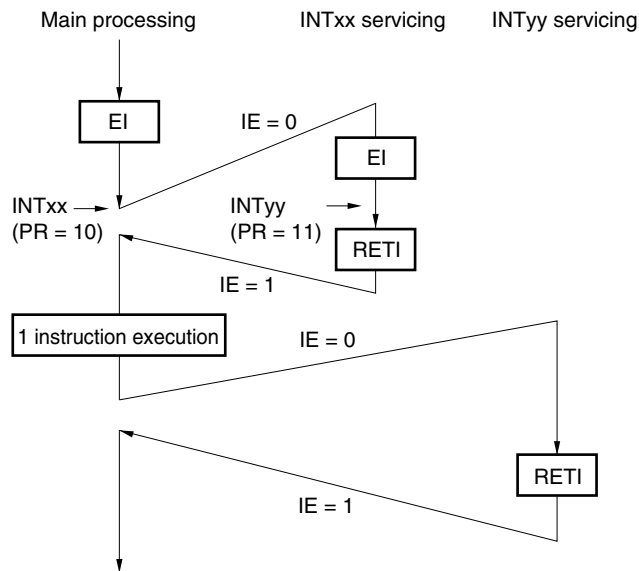 Main processing
INTxx servicing
INTyy servicing
EI
IE = 0
EI
INTxx
(PR = 10)
INTyy
(PR = 11)
RETI
IE = 1
1 instruction execution
IE = 0
RETI
IE = 1